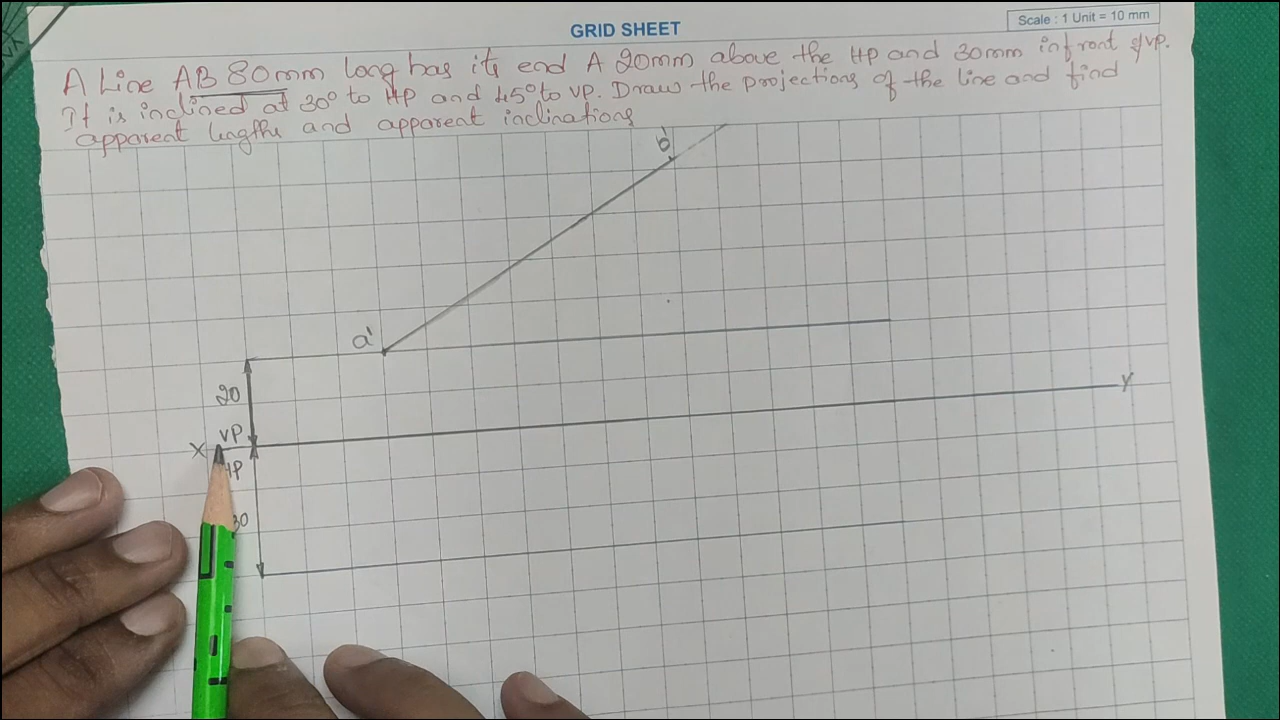 GRID SHEET
Scale : 1 Unit = 10 mm
A Line AB 80mm long has its end A 20mm above the HP and 30mm infront of VP.
It is inclined at 30° to HP and 45° to VP. Draw the projections of the line and find
apparent lengths and apparent inclinations
b'
a'
20
X VP Y
HP
30